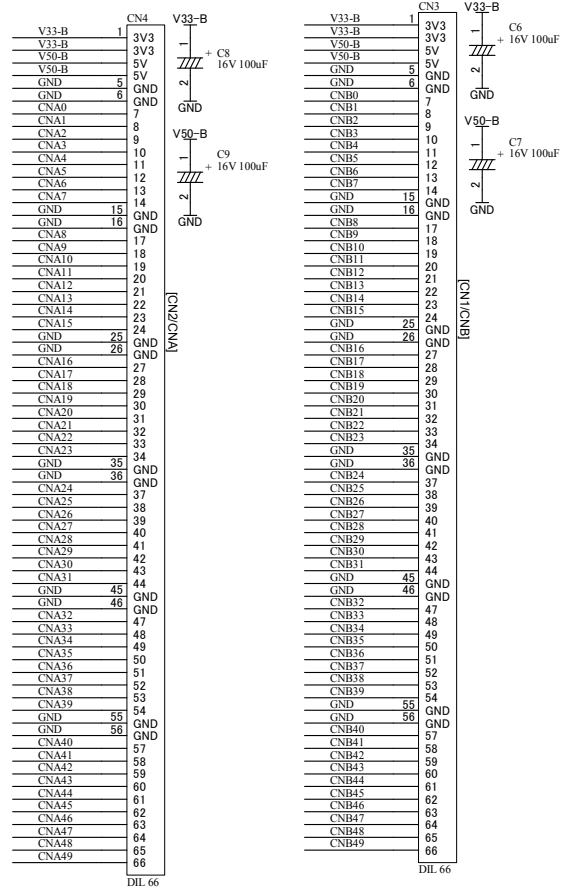 CN4
V33-B 1 3V3
V33-B 3V3
V50-B 5V
V50-B 5V
GND 5 GND
GND 6 GND
CNA0 7
CNA1 8
CNA2 9
CNA3 10
CNA4 11
CNA5 12
CNA6 13
CNA7 14
GND 15 GND
GND 16 GND
CNA8 17
CNA9 18
CNA10 19
CNA11 20
CNA12 21
CNA13 22
CNA14 23
CNA15 24
GND 25 GND
GND 26 GND
CNA16 27
CNA17 28
CNA18 29
CNA19 30
CNA20 31
CNA21 32
CNA22 33
CNA23 34
GND 35 GND
GND 36 GND
CNA24 37
CNA25 38
CNA26 39
CNA27 40
CNA28 41
CNA29 42
CNA30 43
CNA31 44
GND 45 GND
GND 46 GND
CNA32 47
CNA33 48
CNA34 49
CNA35 50
CNA36 51
CNA37 52
CNA38 53
CNA39 54
GND 55 GND
GND 56 GND
CNA40 57
CNA41 58
CNA42 59
CNA43 60
CNA44 61
CNA45 62
CNA46 63
CNA47 64
CNA48 65
CNA49 66
DIL 66
[CN2/CNA]
V33-B
1
+ C8
16V 100uF
2
GND
V50-B
1
C9
+ 16V 100uF
2
GND
CN3
V33-B 1 3V3
V33-B 3V3
V50-B 5V
V50-B 5V
GND 5 GND
GND 6 GND
CNB0 7
CNB1 8
CNB2 9
CNB3 10
CNB4 11
CNB5 12
CNB6 13
CNB7 14
GND 15 GND
GND 16 GND
CNB8 17
CNB9 18
CNB10 19
CNB11 20
CNB12 21
CNB13 22
CNB14 23
CNB15 24
GND 25 GND
GND 26 GND
CNB16 27
CNB17 28
CNB18 29
CNB19 30
CNB20 31
CNB21 32
CNB22 33
CNB23 34
GND 35 GND
GND 36 GND
CNB24 37
CNB25 38
CNB26 39
CNB27 40
CNB28 41
CNB29 42
CNB30 43
CNB31 44
GND 45 GND
GND 46 GND
CNB32 47
CNB33 48
CNB34 49
CNB35 50
CNB36 51
CNB37 52
CNB38 53
CNB39 54
GND 55 GND
GND 56 GND
CNB40 57
CNB41 58
CNB42 59
CNB43 60
CNB44 61
CNB45 62
CNB46 63
CNB47 64
CNB48 65
CNB49 66
DIL 66
[CN1/CNB]
V33-B
1
C6
+ 16V 100uF
2
GND
V50-B
1
C7
+ 16V 100uF
2
GND